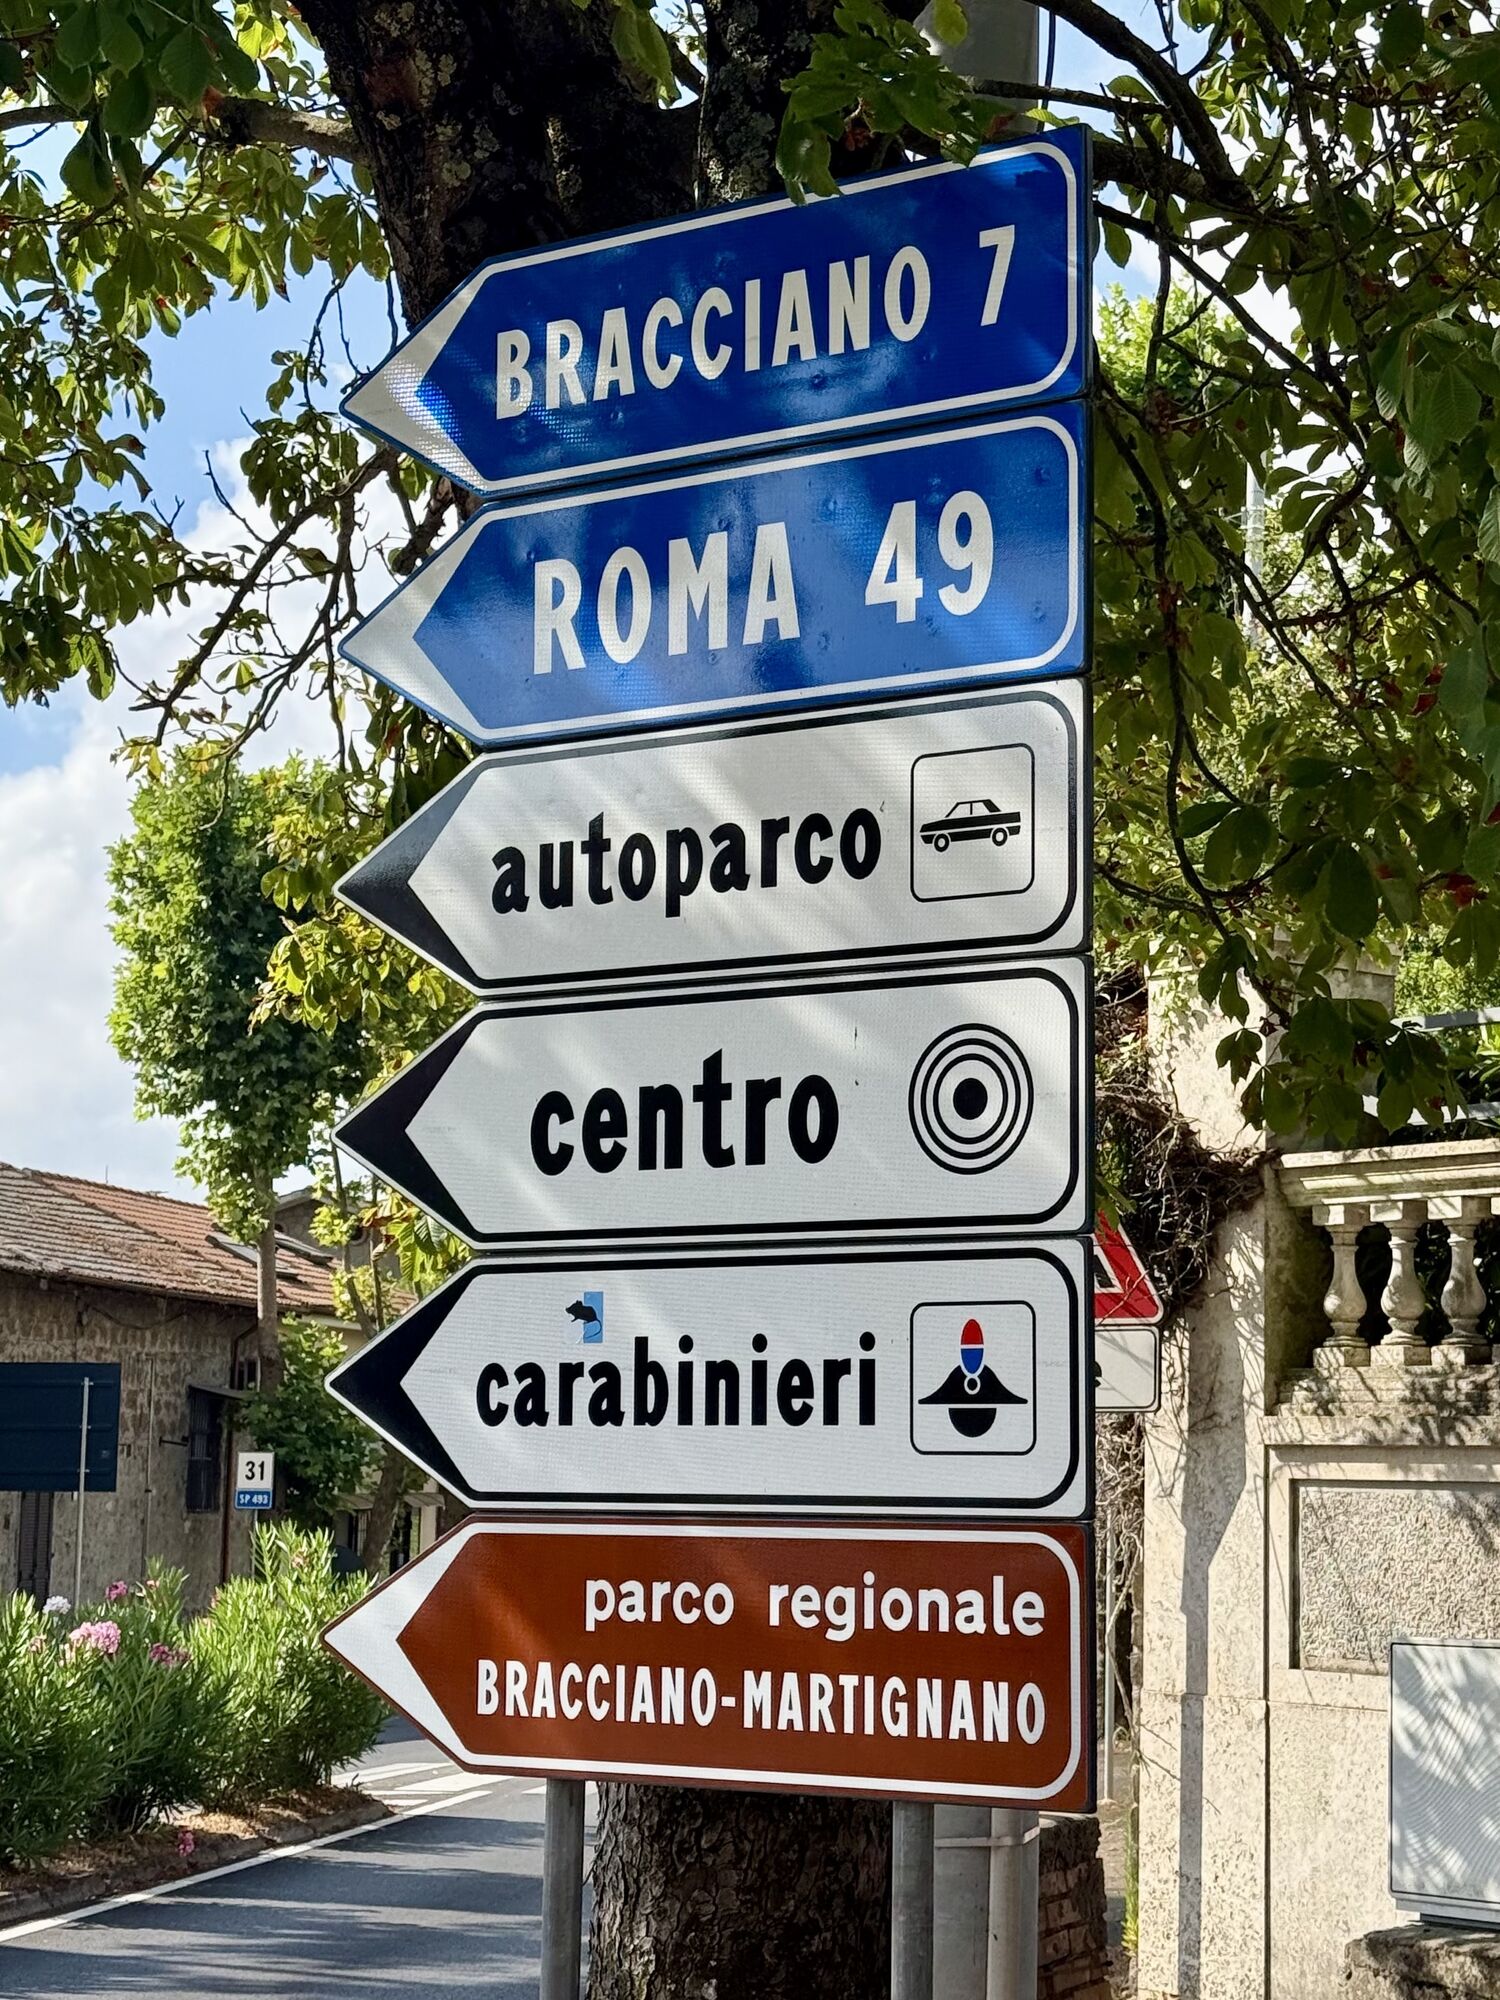 BRACCIANO 7
ROMA 49
autoparco
centro
carabinieri
parco regionale
BRACCIANO-MARTIGNANO
31
SP 493